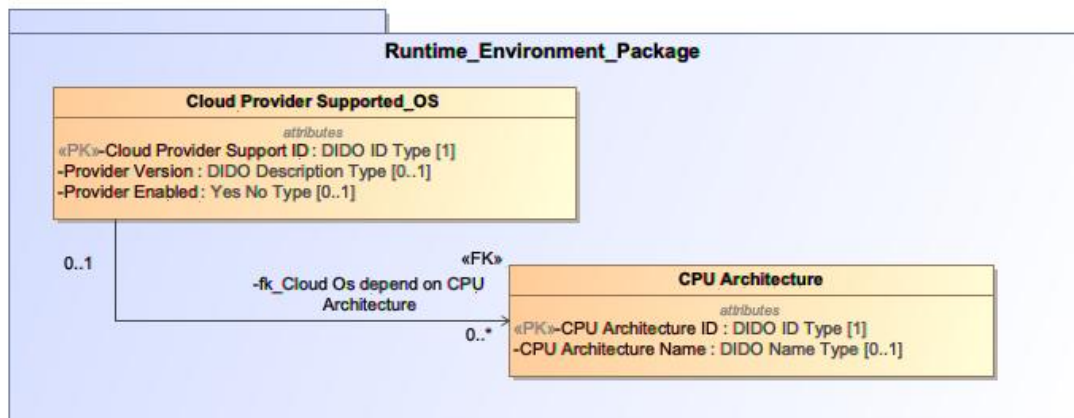 Runtime_Environment_Package
Cloud Provider Supported_OS
attributes
«PK»-Cloud Provider Support ID : DIDO ID Type [1]
-Provider Version : DIDO Description Type [0..1]
-Provider Enabled : Yes No Type [0..1]
0..1
«FK»
-fk_Cloud Os depend on CPU
Architecture
0..*
CPU Architecture
attributes
«PK»-CPU Architecture ID : DIDO ID Type [1]
-CPU Architecture Name : DIDO Name Type [0..1]